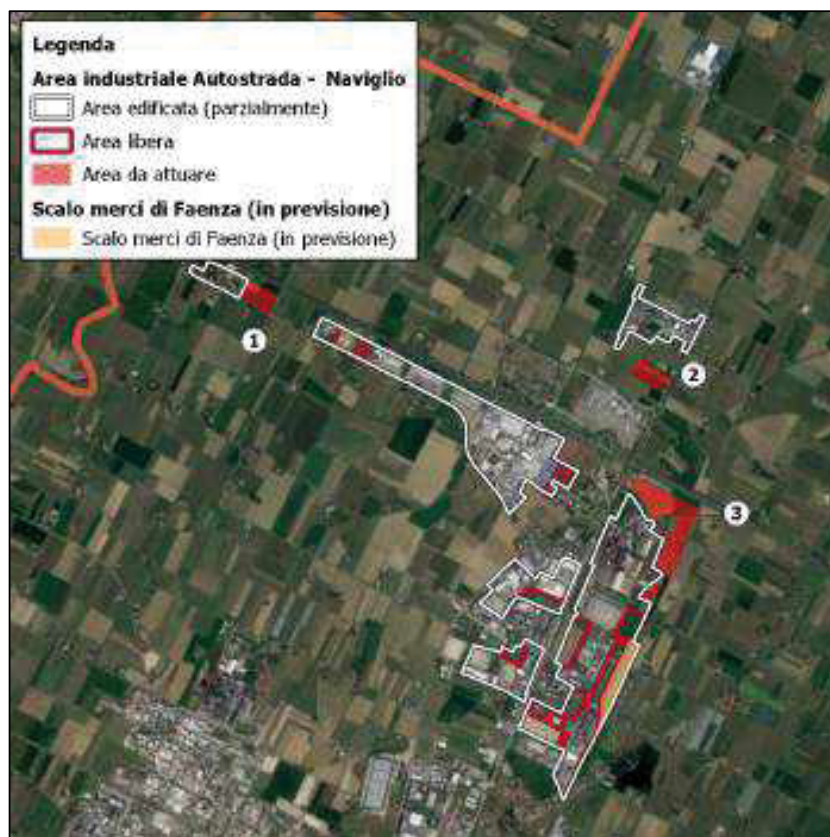 Legenda
Area industriale Autostrada - Naviglio
Area edificata (parzialmente)
Area libera
Area da attuare
Scalo merci di Faenza (in previsione)
Scalo merci di Faenza (in previsione)
1
2
3